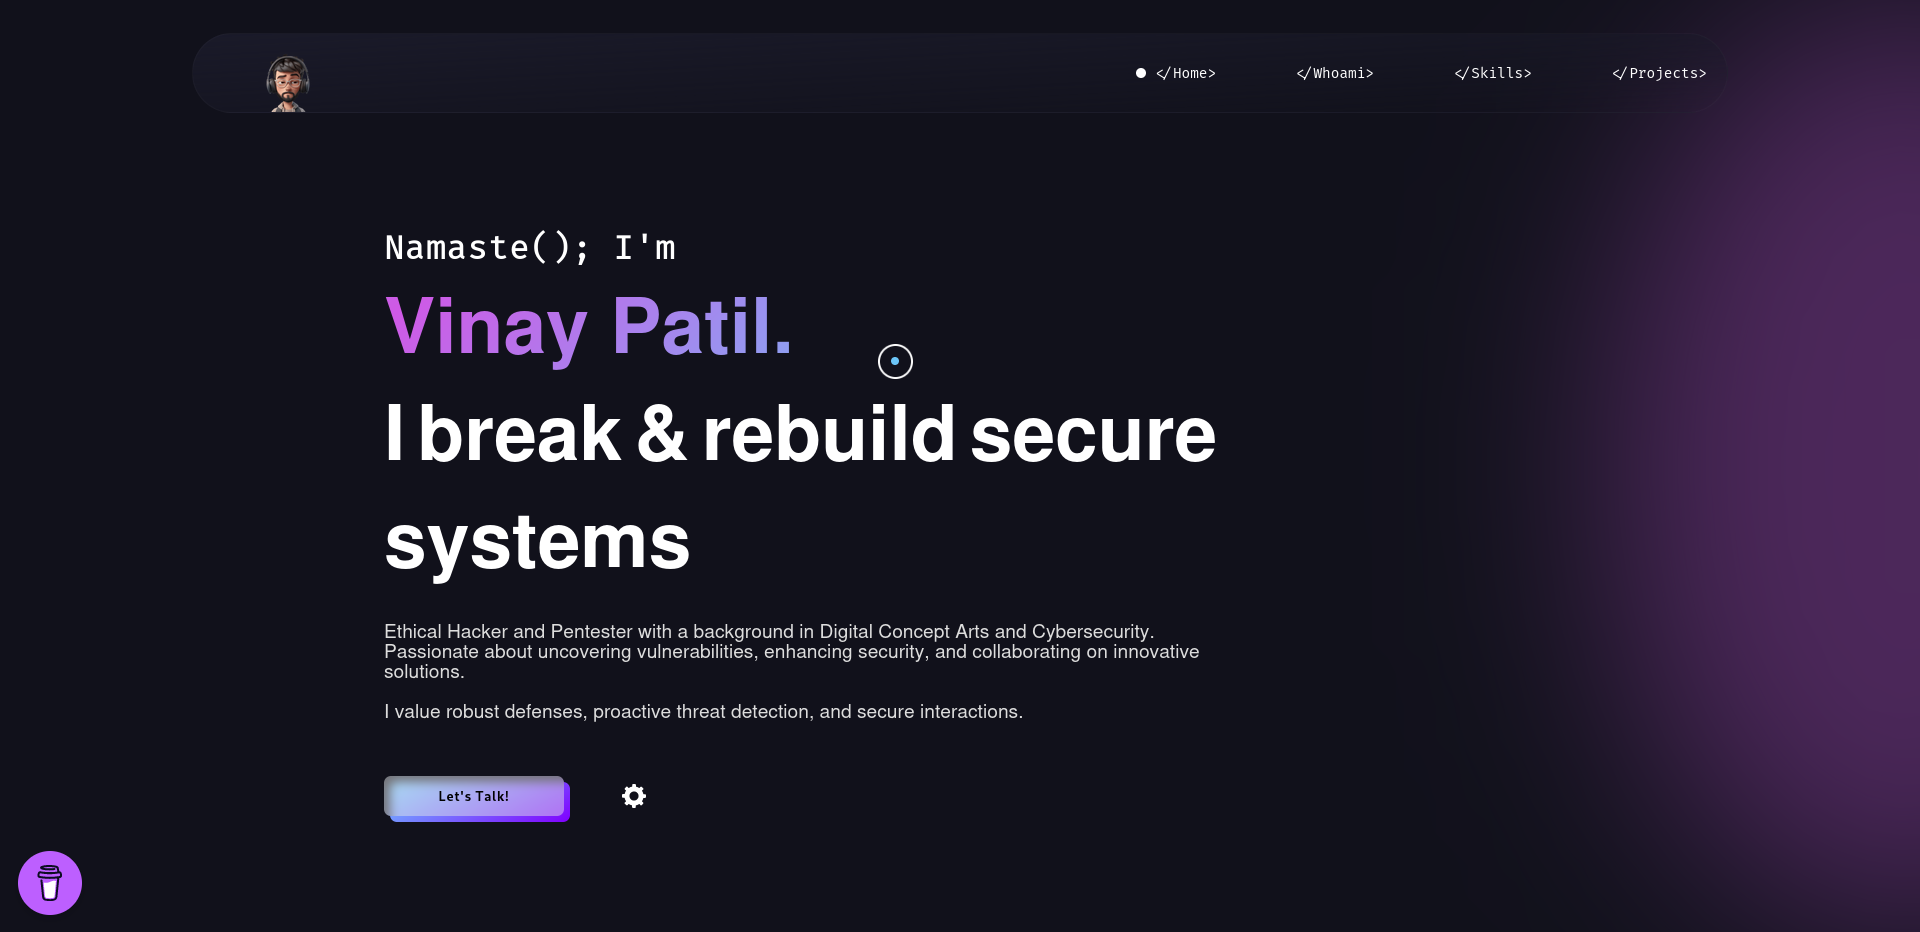 </Home> </Whoami> </Skills> </Projects>
Namaste(); I'm
Vinay Patil.
I break & rebuild secure
systems
Ethical Hacker and Pentester with a background in Digital Concept Arts and Cybersecurity.
Passionate about uncovering vulnerabilities, enhancing security, and collaborating on innovative
solutions.
I value robust defenses, proactive threat detection, and secure interactions.
Let's Talk!